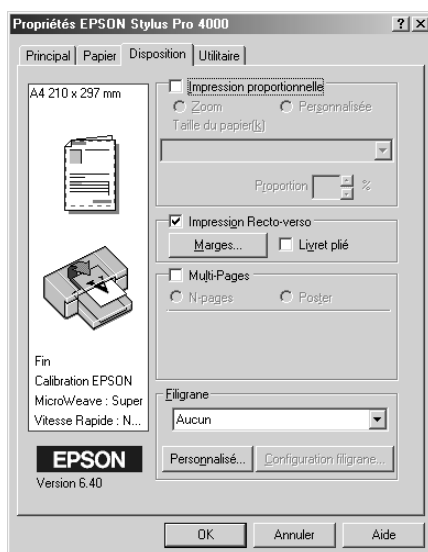 Propriétés EPSON Stylus Pro 4000
Principal Papier Disposition Utilitaire
A4 210 x 297 mm
Impression proportionnelle
Zoom Personnalisée
Taille du papier[k]
Proportion %
Impression Recto-verso
Marges... Livret plié
Multi-Pages
N-pages Poster
Fin
Calibration EPSON
MicroWeave : Super
Vitesse Rapide : N...
Filigrane
Aucun
EPSON
Version 6.40
Personnalisé... Configuration filigrane...
OK Annuler Aide